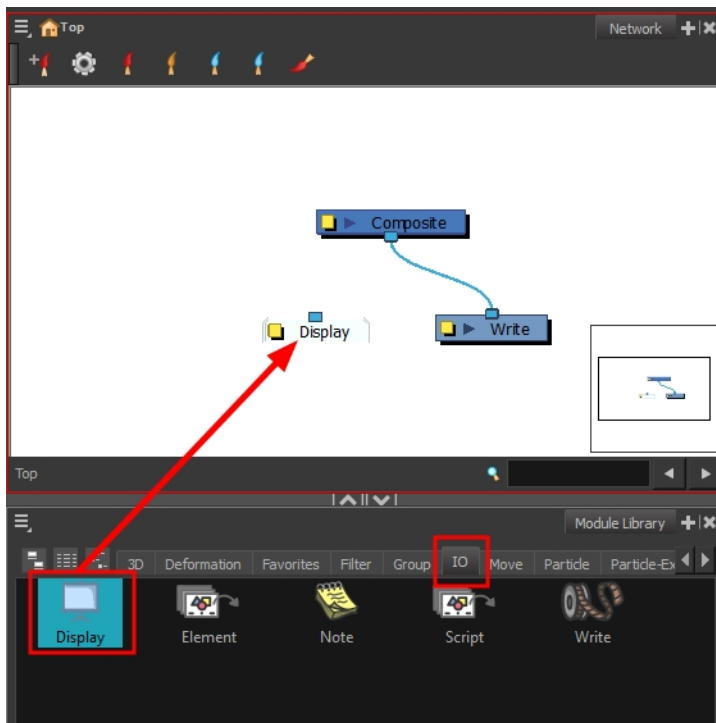 Top
Network
Composite
Display
Write
Top
Module Library
3D
Deformation
Favorites
Filter
Group
IO
Move
Particle
Particle-Ex
Display
Element
Note
Script
Write